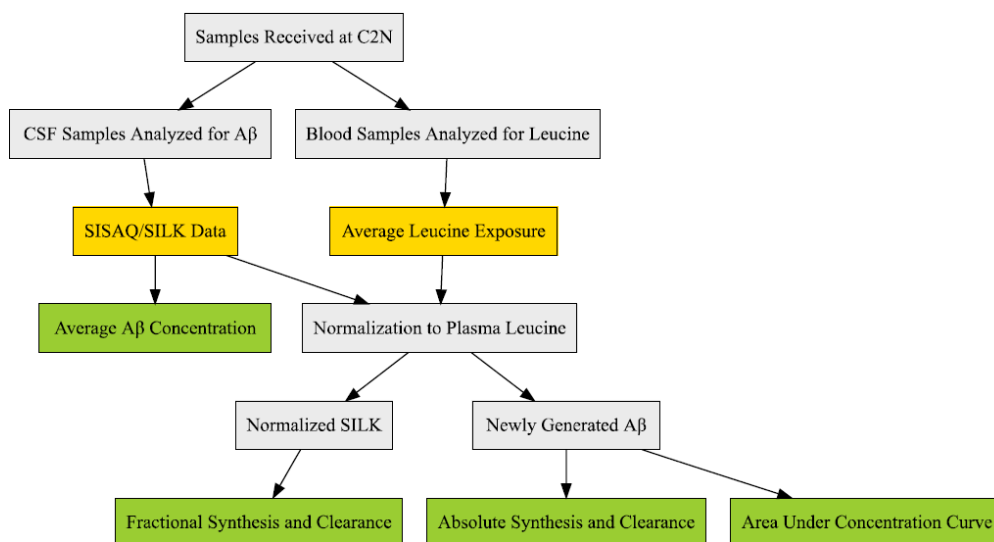 Samples Received at C2N
CSF Samples Analyzed for Aβ
Blood Samples Analyzed for Leucine
SISAQ/SILK Data
Average Leucine Exposure
Average Aβ Concentration
Normalization to Plasma Leucine
Normalized SILK
Newly Generated Aβ
Fractional Synthesis and Clearance
Absolute Synthesis and Clearance
Area Under Concentration Curve